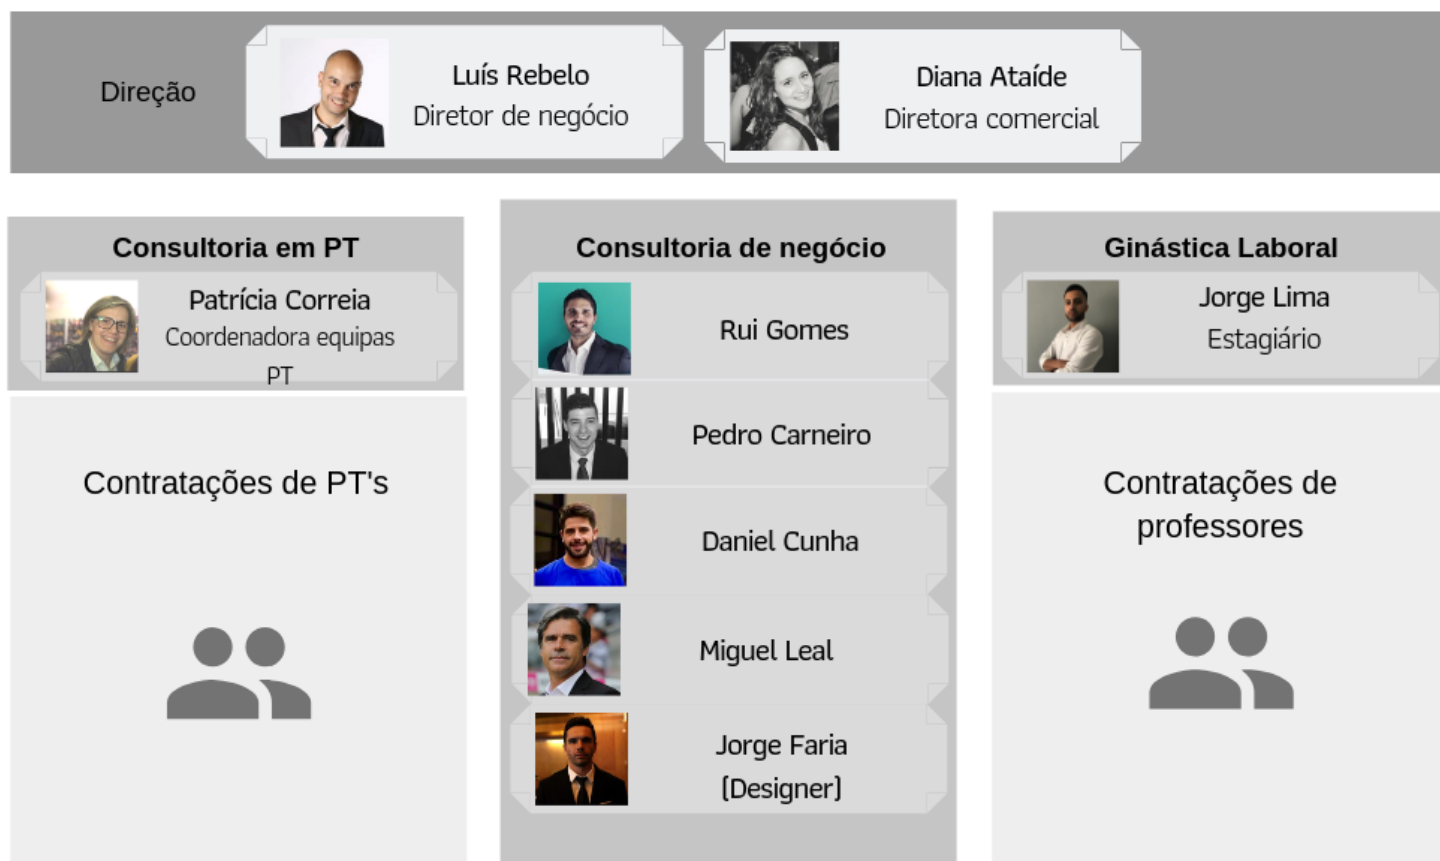 Direção
Luís Rebelo
Diretor de negócio
Diana Ataíde
Diretora comercial
Consultoria em PT
Patrícia Correia
Coordenadora equipas
PT
Contratações de PT's
Consultoria de negócio
Rui Gomes
Pedro Carneiro
Daniel Cunha
Miguel Leal
Jorge Faria
(Designer)
Ginástica Laboral
Jorge Lima
Estagiário
Contratações de
professores